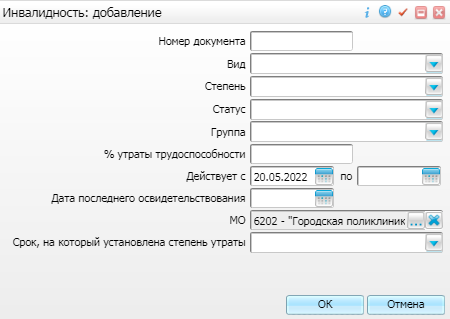 Инвалидность: добавление
Номер документа
Вид
Степень
Статус
Группа
% утраты трудоспособности
Действует с 20.05.2022 по
Дата последнего освидетельствования
МО 6202 - "Городская поликлиник ...
Срок, на который установлена степень утраты
OK Отмена